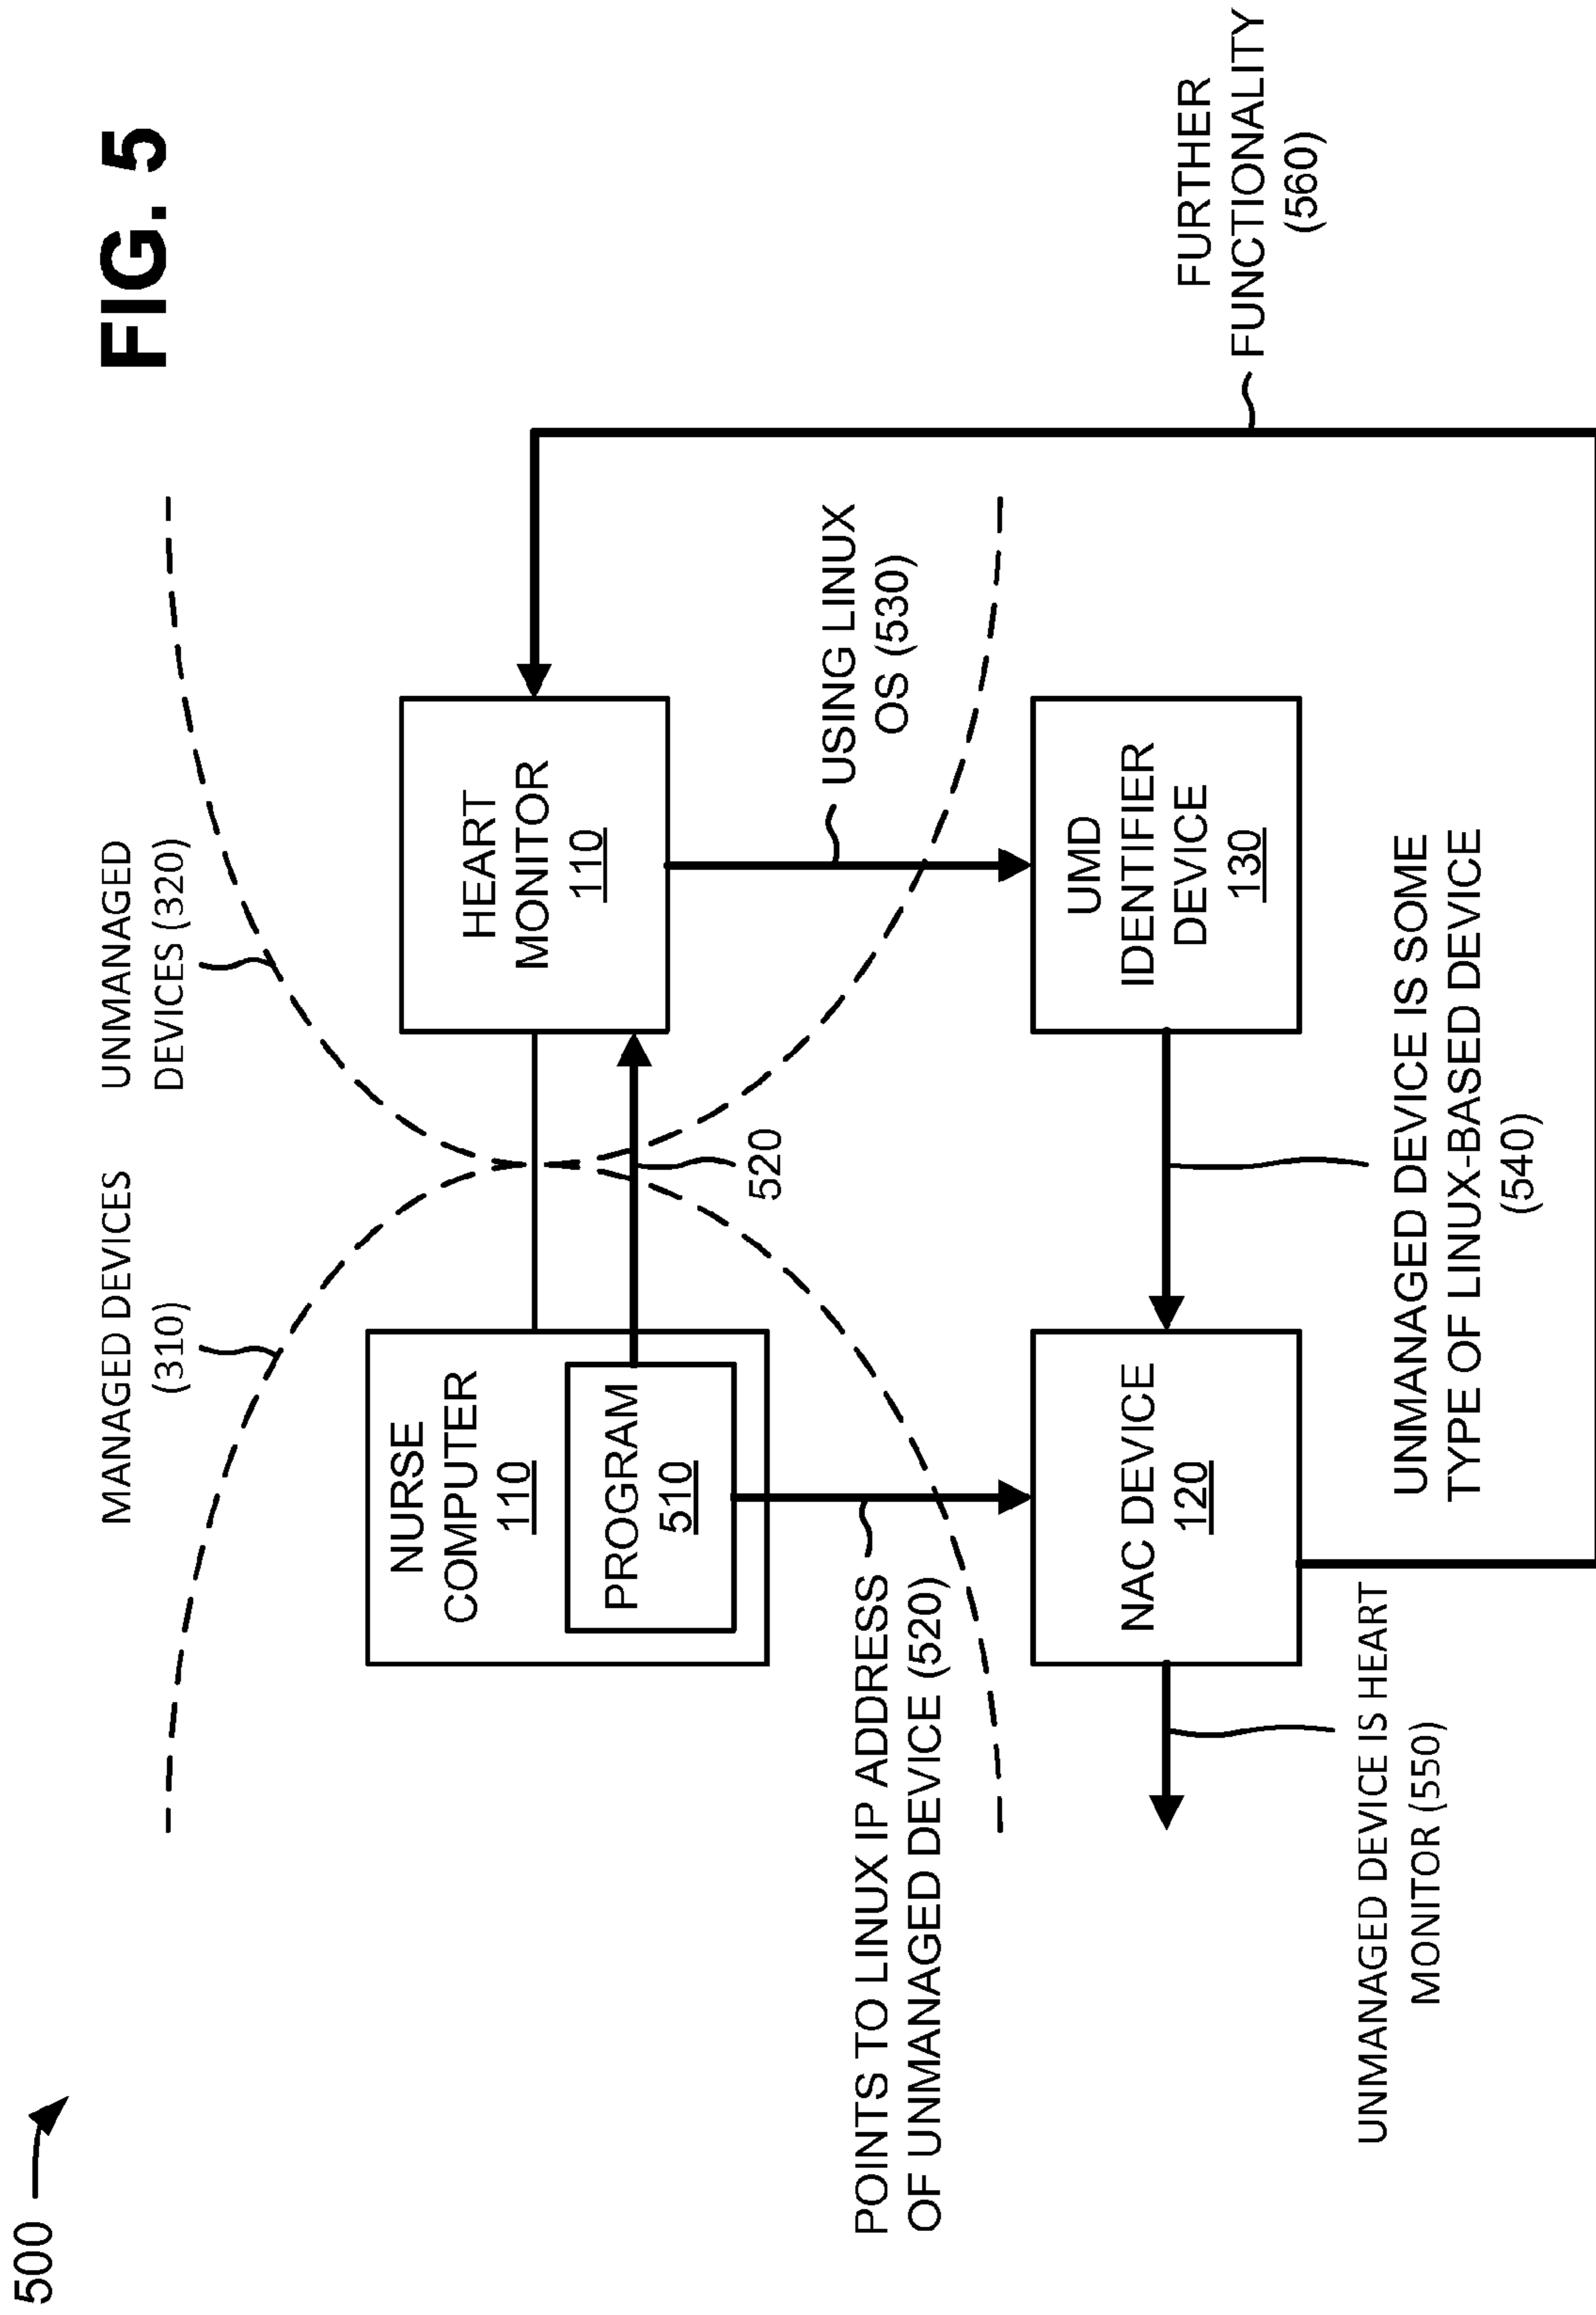 500
FIG. 5
MANAGED DEVICES
(310)
UNMANAGED
DEVICES (320)
NURSE
COMPUTER
110
PROGRAM
510
HEART
MONITOR
110
520
POINTS TO LINUX IP ADDRESS
OF UNMANAGED DEVICE (520)
USING LINUX
OS (530)
FURTHER
FUNCTIONALITY
(560)
NAC DEVICE
120
UMD
IDENTIFIER
DEVICE
130
UNMANAGED DEVICE IS HEART
MONITOR (550)
UNMANAGED DEVICE IS SOME
TYPE OF LINUX-BASED DEVICE
(540)